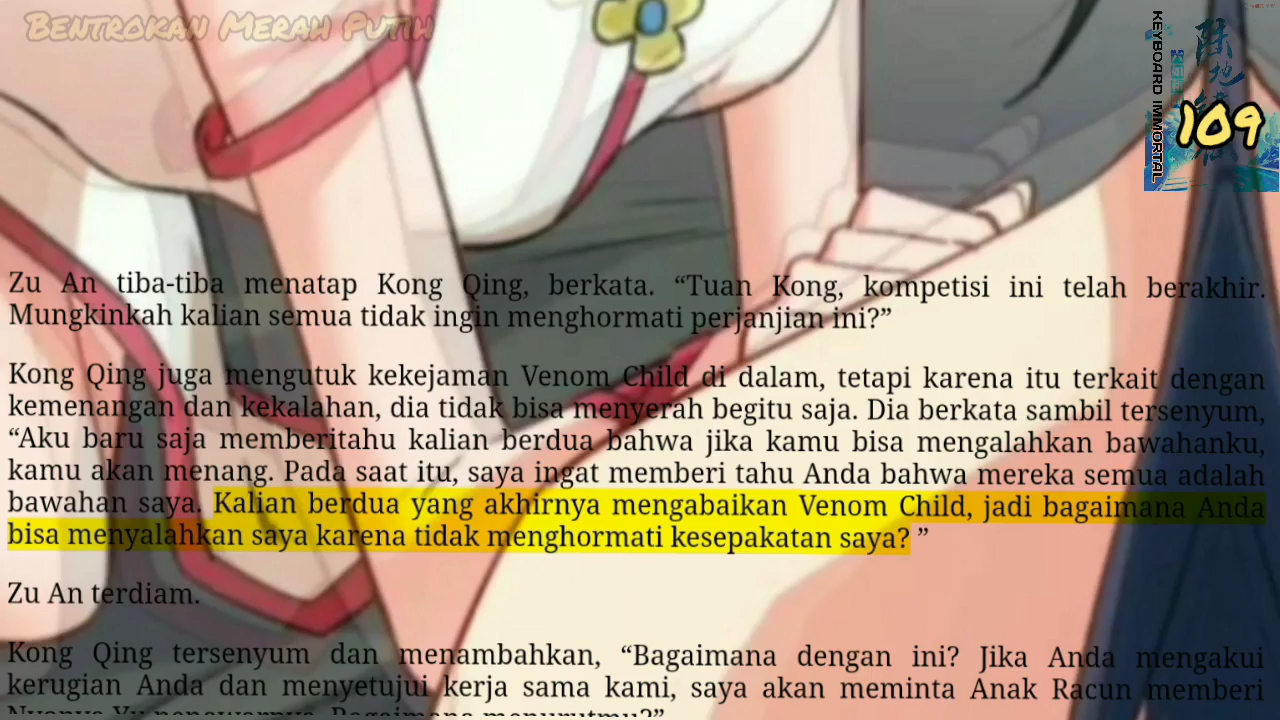 Bentrokan Merah Putih
KEYBOARD IMMORTAL
109
Zu An tiba-tiba menatap Kong Qing, berkata. “Tuan Kong, kompetisi ini telah berakhir.
Mungkinkah kalian semua tidak ingin menghormati perjanjian ini?”
Kong Qing juga mengutuk kekejaman Venom Child di dalam, tetapi karena itu terkait dengan
kemenangan dan kekalahan, dia tidak bisa menyerah begitu saja. Dia berkata sambil tersenyum,
“Aku baru saja memberitahu kalian berdua bahwa jika kamu bisa mengalahkan bawahanku,
kamu akan menang. Pada saat itu, saya ingat memberi tahu Anda bahwa mereka semua adalah
bawahan saya. Kalian berdua yang akhirnya mengabaikan Venom Child, jadi bagaimana Anda
bisa menyalahkan saya karena tidak menghormati kesepakatan saya? ”
Zu An terdiam.
Kong Qing tersenyum dan menambahkan, “Bagaimana dengan ini? Jika Anda mengakui
kerugian Anda dan menyetujui kerja sama kami, saya akan meminta Anak Racun memberi
Nyonya Yu penawarnya. Bagaimana menurutmu?”